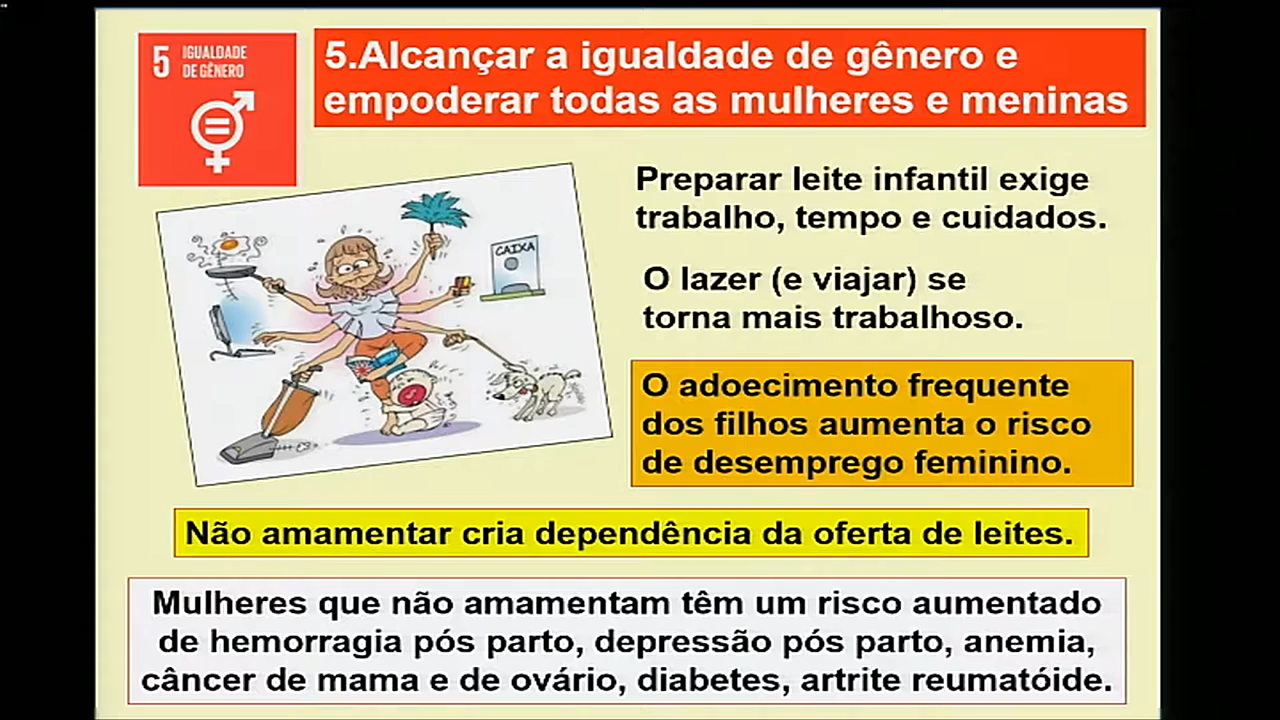 5 IGUALDADE
DE GÊNERO
5.Alcançar a igualdade de gênero e
empoderar todas as mulheres e meninas
Preparar leite infantil exige
trabalho, tempo e cuidados.
O lazer (e viajar) se
torna mais trabalhoso.
CAIXA
O adoecimento frequente
dos filhos aumenta o risco
de desemprego feminino.
Não amamentar cria dependência da oferta de leites.
Mulheres que não amamentam têm um risco aumentado
de hemorragia pós parto, depressão pós parto, anemia,
câncer de mama e de ovário, diabetes, artrite reumatóide.